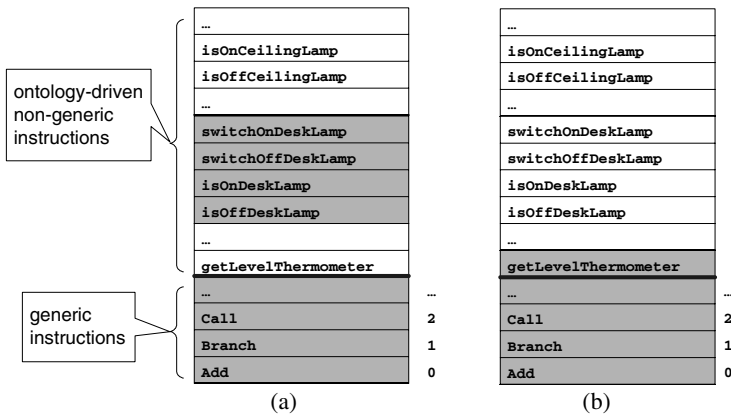 …
isOnCeilingLamp
isOffCeilingLamp
…
switchOnDeskLamp
switchOffDeskLamp
isOnDeskLamp
isOffDeskLamp
…
getLevelThermometer
… …
Call 2
Branch 1
Add 0
(a)
ontology-driven
non-generic
instructions
generic
instructions
…
isOnCeilingLamp
isOffCeilingLamp
…
switchOnDeskLamp
switchOffDeskLamp
isOnDeskLamp
isOffDeskLamp
…
getLevelThermometer
… …
Call 2
Branch 1
Add 0
(b)